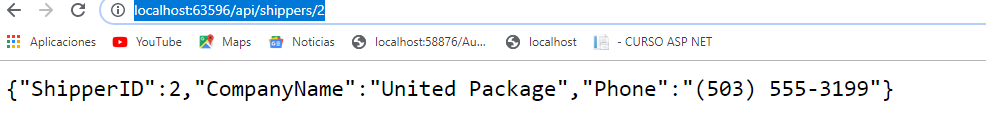 localhost:63596/api/shippers/2
Aplicaciones YouTube Maps Noticias localhost:58876/Au... localhost - CURSO ASP NET
{"ShipperID":2,"CompanyName":"United Package","Phone":"(503) 555-3199"}